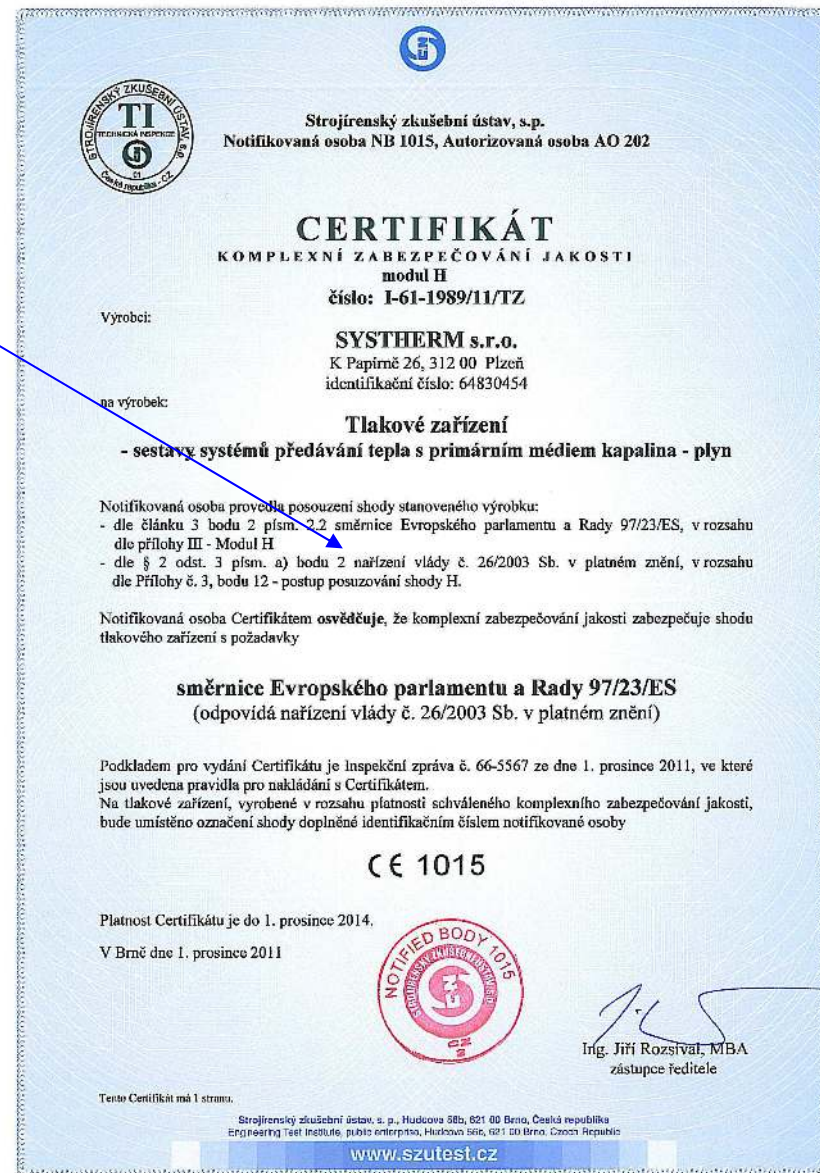 STROJÍRENSKÝ ZKUŠEBNÍ ÚSTAV, s.p.
TI
TECHNICKÁ INSPEKCE
Česká republika - CZ
Strojírenský zkušební ústav, s.p.
Notifikovaná osoba NB 1015, Autorizovaná osoba AO 202
CERTIFIKÁT
KOMPLEXNÍ ZABEZPEČOVÁNÍ JAKOSTI
modul H
číslo: I-61-1989/11/TZ
Výrobci:
SYSTHERM s.r.o.
K Papírně 26, 312 00 Plzeň
identifikační číslo: 64830454
na výrobek:
Tlakové zařízení
- sestavy systémů předávání tepla s primárním médiem kapalina - plyn
Notifikovaná osoba provedla posouzení shody stanoveného výrobku:
- dle článku 3 bodu 2 písm. 2.2 směrnice Evropského parlamentu a Rady 97/23/ES, v rozsahu
dle přílohy III - Modul H
- dle § 2 odst. 3 písm. a) bodu 2 nařízení vlády č. 26/2003 Sb. v platném znění, v rozsahu
dle Přílohy č. 3, bodu 12 - postup posuzování shody H.
Notifikovaná osoba Certifikátem osvědčuje, že komplexní zabezpečování jakosti zabezpečuje shodu
tlakového zařízení s požadavky
směrnice Evropského parlamentu a Rady 97/23/ES
(odpovídá nařízení vlády č. 26/2003 Sb. v platném znění)
Podkladem pro vydání Certifikátu je Inspekční zpráva č. 66-5567 ze dne 1. prosince 2011, ve které
jsou uvedena pravidla pro nakládání s Certifikátem.
Na tlakové zařízení, vyrobené v rozsahu platnosti schváleného komplexního zabezpečování jakosti,
bude umístěno označení shody doplněné identifikačním číslem notifikované osoby
CE 1015
Platnost Certifikátu je do 1. prosince 2014.
V Brně dne 1. prosince 2011
NOTIFIED BODY 1015
Ing. Jiří Rozsíval, MBA
zástupce ředitele
Tento Certifikát má 1 stranu.
Strojírenský zkušební ústav, s. p., Hudcova 56b, 621 00 Brno, Česká republika
Engineering Test Institute, public enterprise, Hudcova 56b, 621 00 Brno, Czech Republic
www.szutest.cz